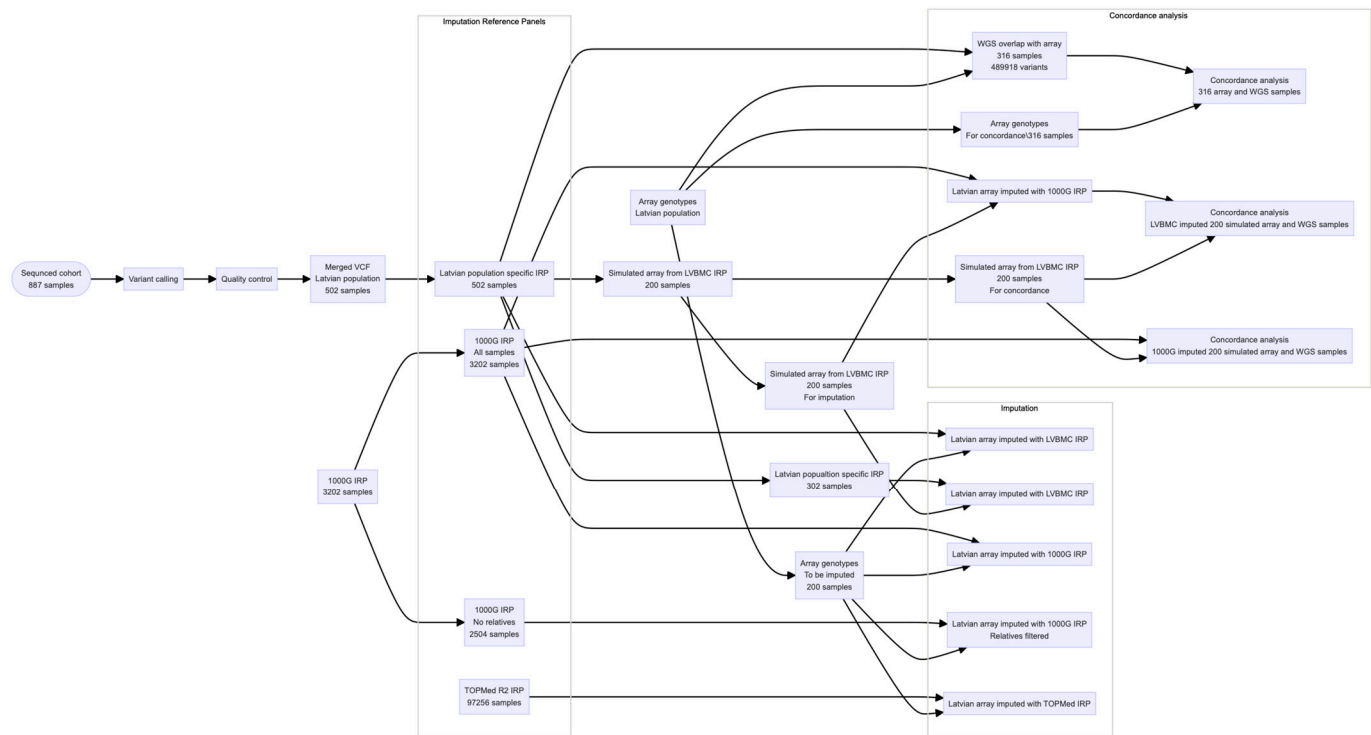 Imputation Reference Panels
Concordance analysis
WGS overlap with array
316 samples
489918 variants
Concordance analysis
316 array and WGS samples
Array genotypes
For concordance\316 samples
Array genotypes
Latvian population
Latvian array imputed with 1000G IRP
Concordance analysis
LVBMC imputed 200 simulated array and WGS samples
Sequnced cohort
887 samples
Variant calling
Quality control
Merged VCF
Latvian population
502 samples
Latvian population specific IRP
502 samples
Simulated array from LVBMC IRP
200 samples
Simulated array from LVBMC IRP
200 samples
For concordance
1000G IRP
All samples
3202 samples
Concordance analysis
1000G imputed 200 simulated array and WGS samples
Simulated array from LVBMC IRP
200 samples
For imputation
Imputation
Latvian array imputed with LVBMC IRP
1000G IRP
3202 samples
Latvian popualtion specific IRP
302 samples
Latvian array imputed with LVBMC IRP
Latvian array imputed with 1000G IRP
Array genotypes
To be imputed
200 samples
1000G IRP
No relatives
2504 samples
Latvian array imputed with 1000G IRP
Relatives filtered
TOPMed R2 IRP
97256 samples
Latvian array imputed with TOPMed IRP